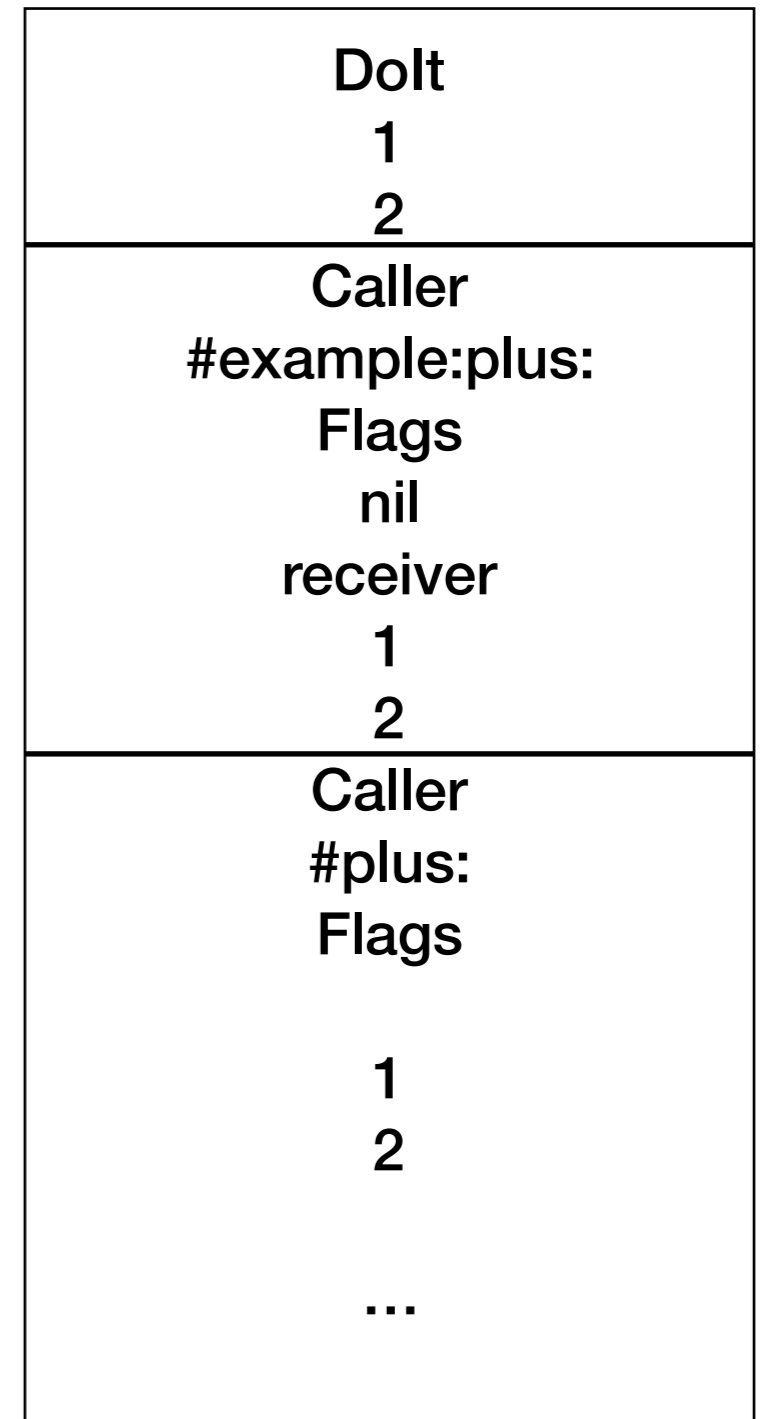 DoIt
1
2
Caller
#example:plus:
Flags
nil
receiver
1
2
Caller
#plus:
Flags
1
2
...